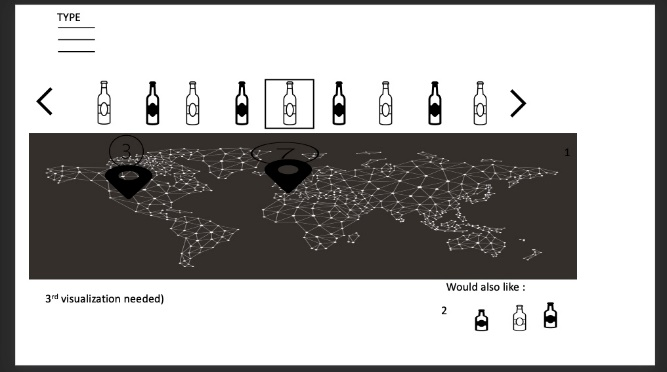 TYPE
3
7
1
Would also like :
3rd visualization needed)
2